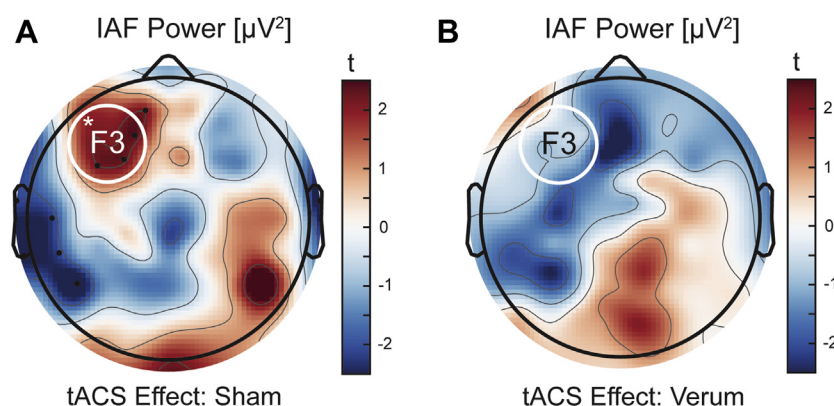 A
IAF Power [µV²]
t
2
1
0
-1
-2
*
F3
tACS Effect: Sham
B
IAF Power [µV²]
t
2
1
0
-1
-2
F3
tACS Effect: Verum